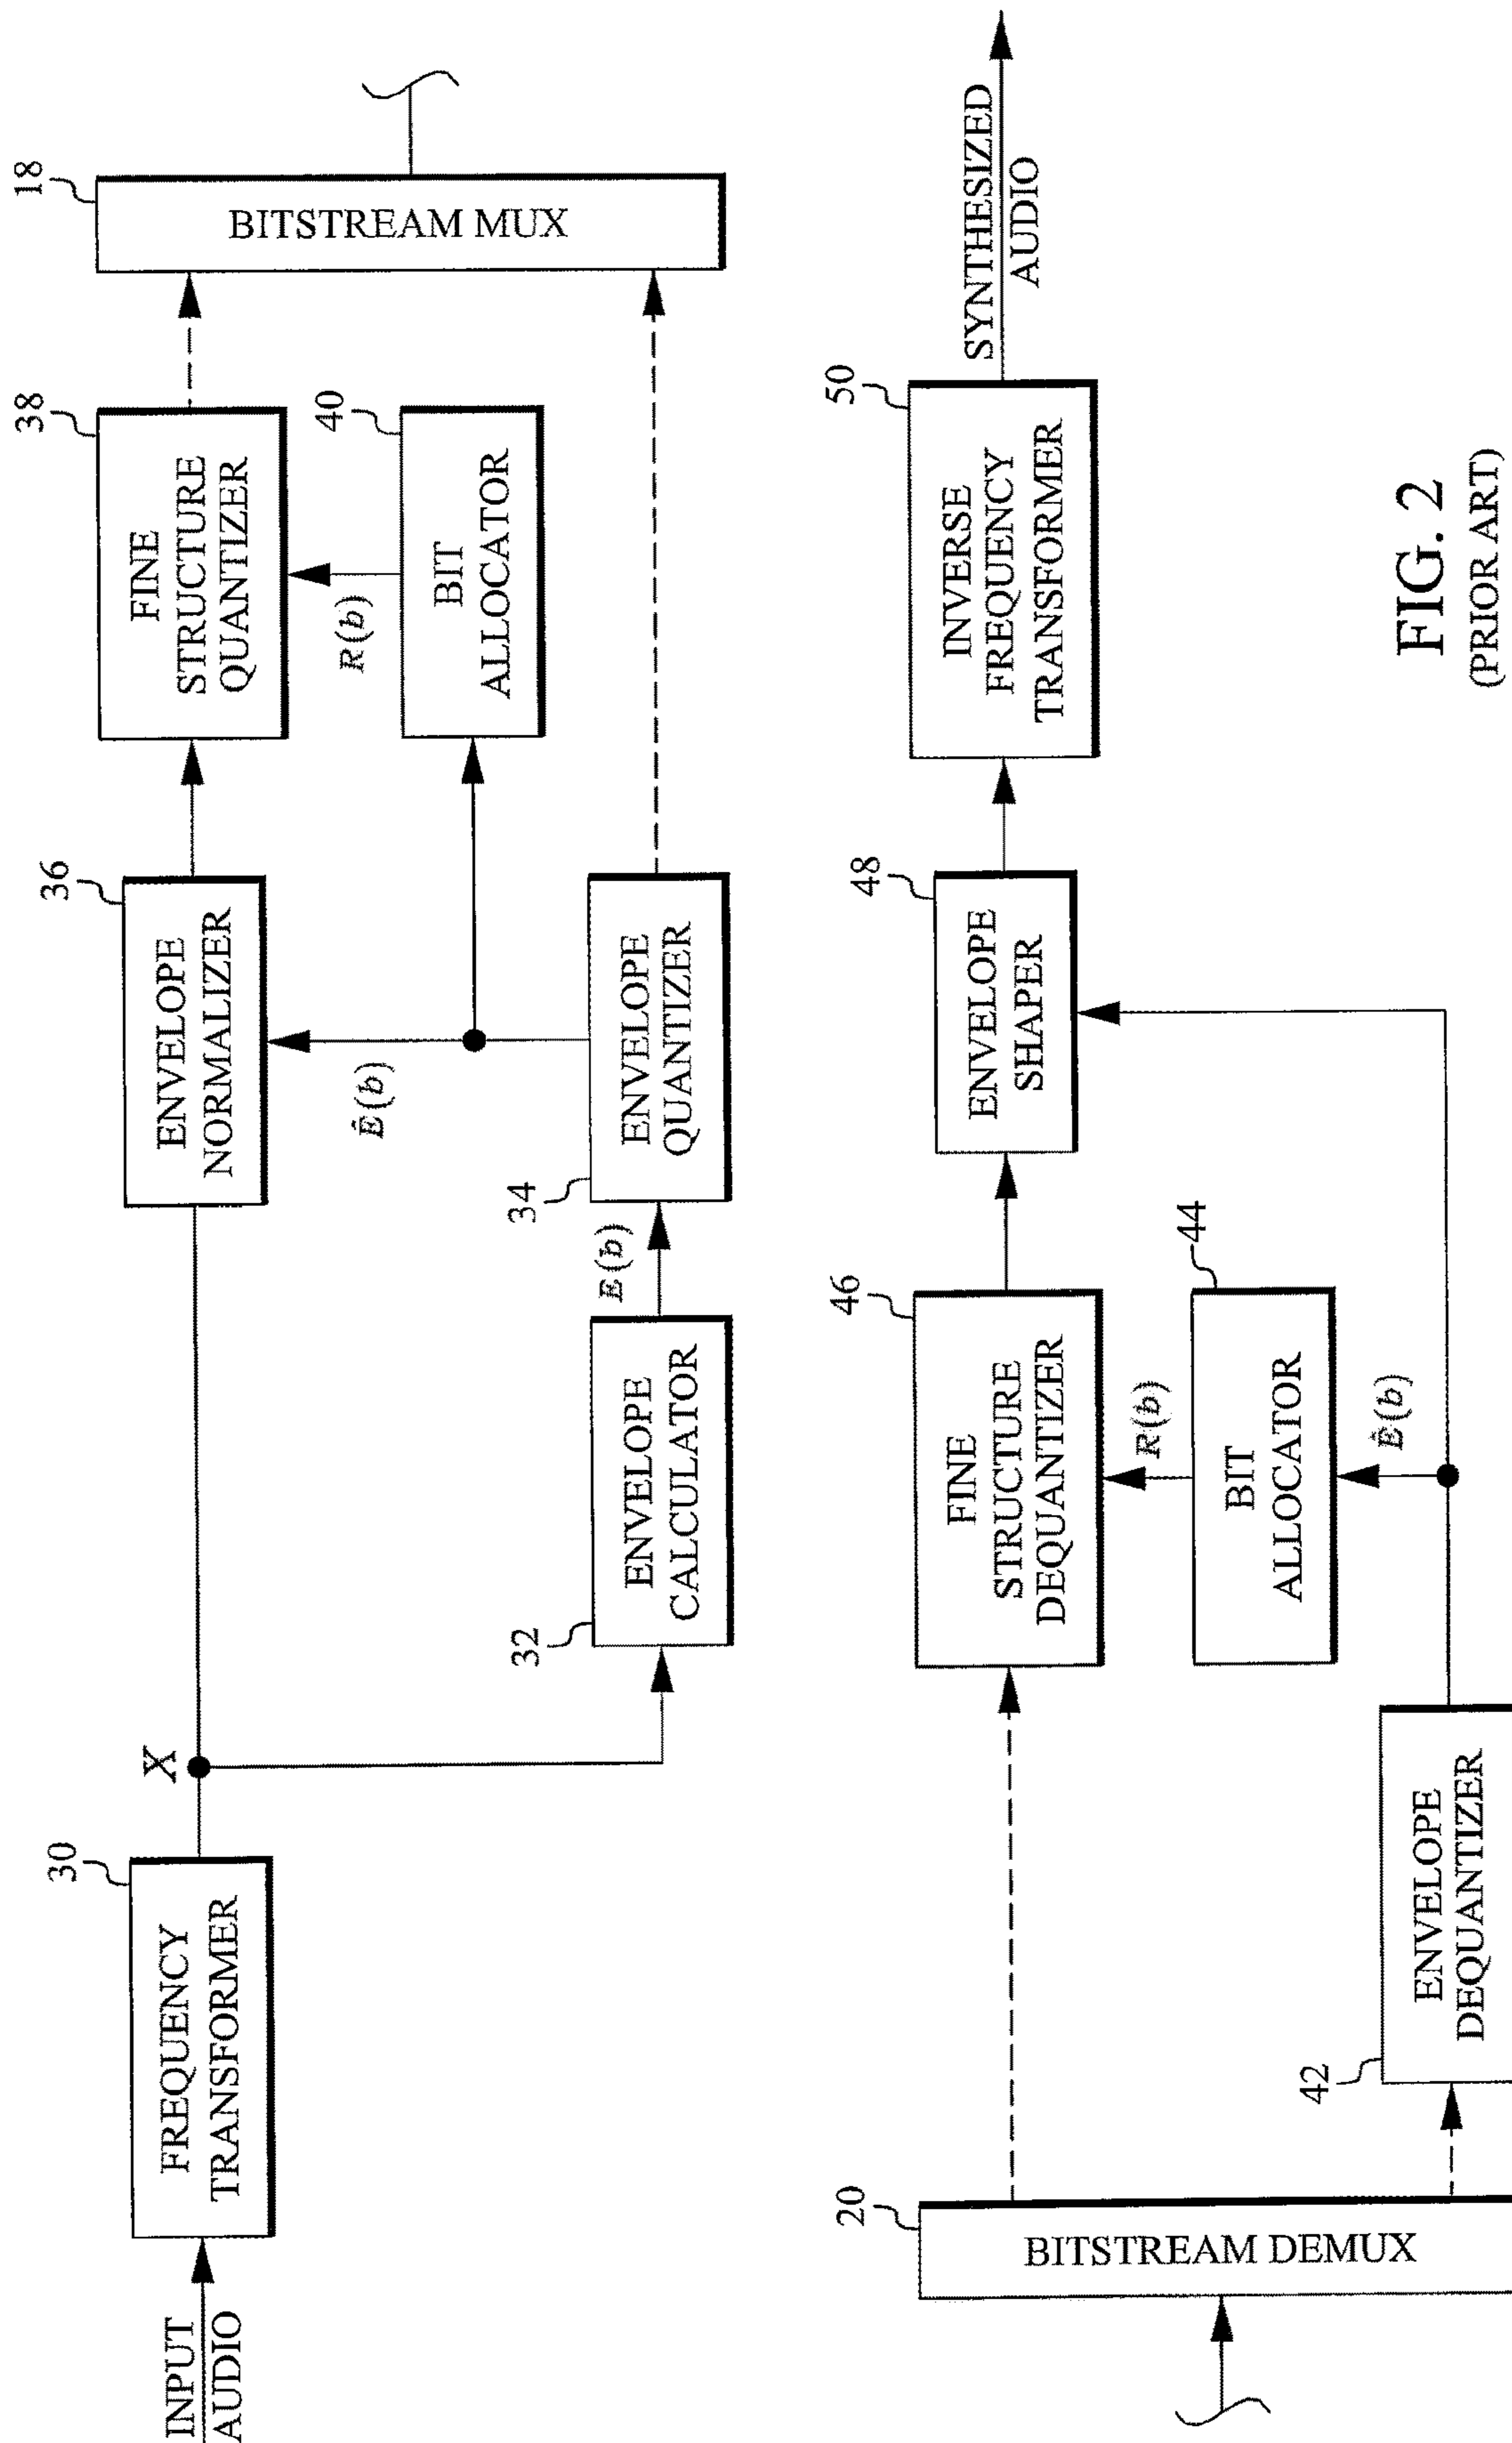 INPUT
AUDIO
30
FREQUENCY
TRANSFORMER
X
32
ENVELOPE
CALCULATOR
E(b)
34
ENVELOPE
QUANTIZER
Ê(b)
36
ENVELOPE
NORMALIZER
38
FINE
STRUCTURE
QUANTIZER
R(b)
40
BIT
ALLOCATOR
18
BITSTREAM MUX
20
BITSTREAM DEMUX
42
ENVELOPE
DEQUANTIZER
Ê(b)
44
BIT
ALLOCATOR
R(b)
46
FINE
STRUCTURE
DEQUANTIZER
48
ENVELOPE
SHAPER
50
INVERSE
FREQUENCY
TRANSFORMER
SYNTHESIZED
AUDIO
FIG. 2
(PRIOR ART)